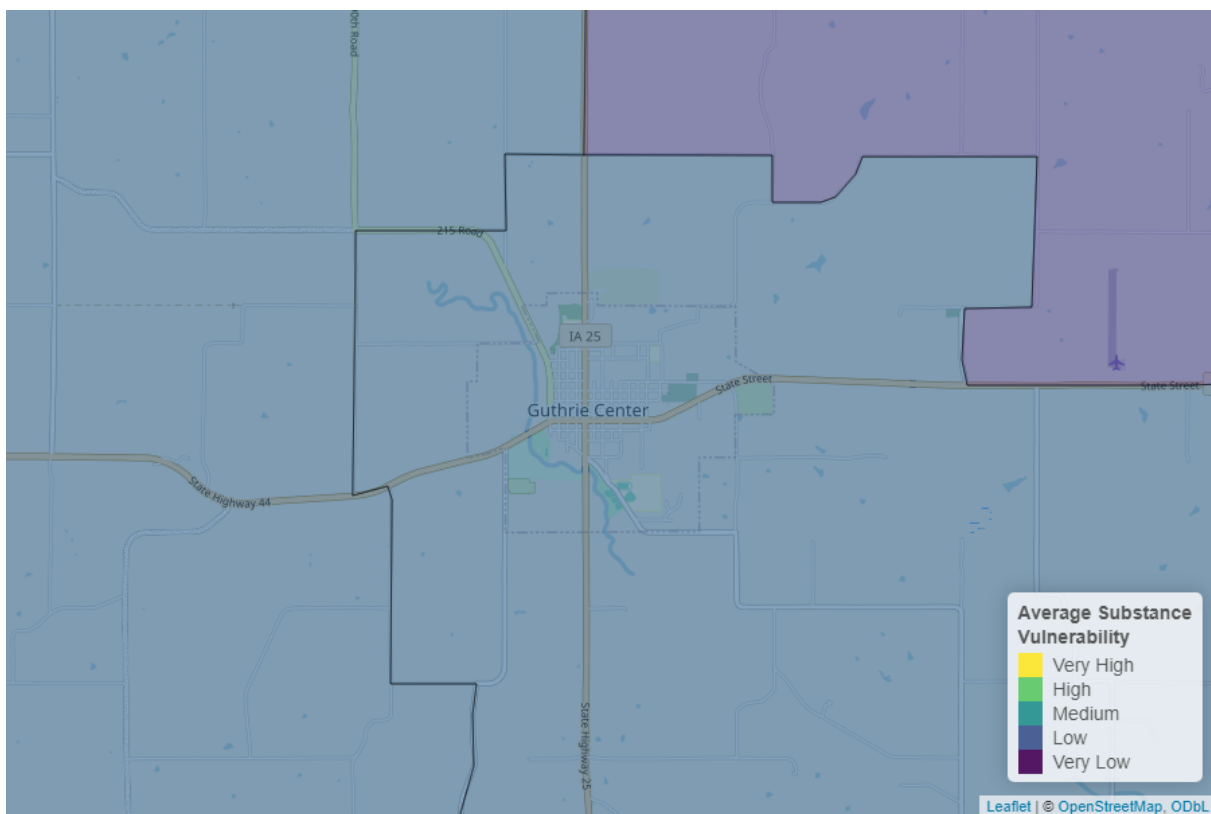 0th Road
215 Road
IA 25
State Street
State Street
Guthrie Center
State Highway 44
State Highway 25
Average Substance
Vulnerability
Very High
High
Medium
Low
Very Low
Leaflet | © OpenStreetMap, ODbL